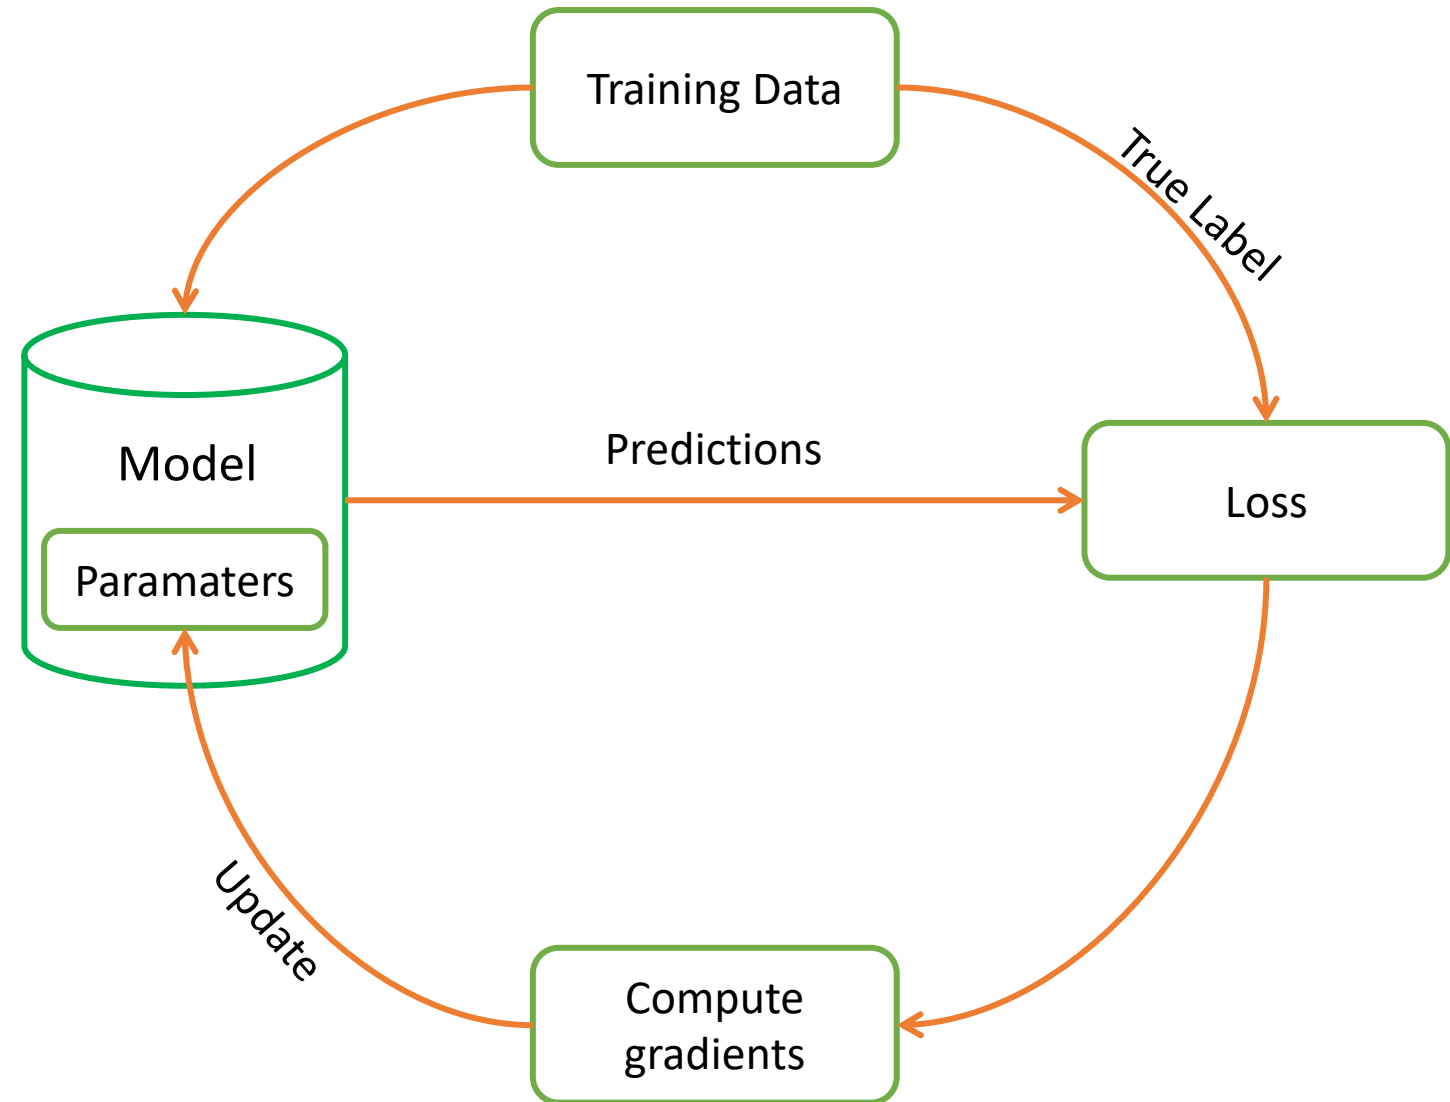 Training Data
True Label
Model
Predictions
Loss
Paramaters
Update
Compute
gradients